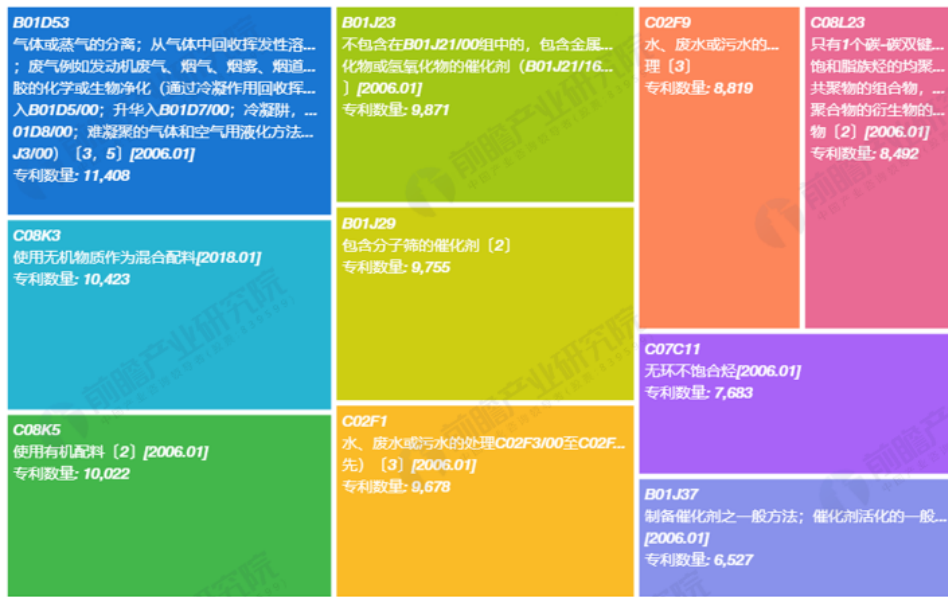 B01D53
气体或蒸气的分离；从气体中回收挥发性溶...
；废气例如发动机废气、烟气、烟雾、烟道...
胶的化学或生物净化（通过冷凝作用回收挥...
入B01D5/00；升华入B01D7/00；冷凝阱，...
01D8/00；难凝聚的气体和空气用液化方法...
J3/00）〔3，5〕[2006.01]
专利数量: 11,408
C08K3
使用无机物质作为混合配料[2018.01]
专利数量: 10,423
C08K5
使用有机配料〔2〕[2006.01]
专利数量: 10,022
B01J23
不包含在B01J21/00组中的，包含金属...
化物或氢氧化物的催化剂（B01J21/16...
〕[2006.01]
专利数量: 9,871
B01J29
包含分子筛的催化剂〔2〕
专利数量: 9,755
C02F1
水、废水或污水的处理C02F3/00至C02F...
先）〔3〕[2006.01]
专利数量: 9,678
C02F9
水、废水或污水的...
理〔3〕
专利数量: 8,819
C08L23
只有1个碳-碳双键...
饱和脂族烃的均聚...
共聚物的组合物，...
聚合物的衍生物的...
物〔2〕[2006.01]
专利数量: 8,492
C07C11
无环不饱合烃[2006.01]
专利数量: 7,683
B01J37
制备催化剂之一般方法；催化剂活化的一般...
[2006.01]
专利数量: 6,527
前瞻产业研究院